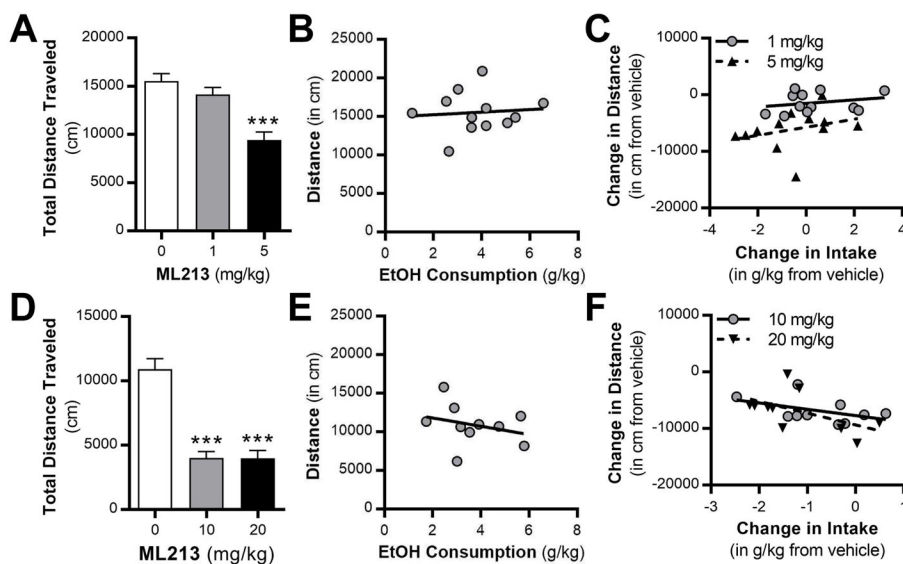 A
Total Distance Traveled
(cm)
20000
15000
10000
5000
0
***
0 1 5
ML213 (mg/kg)
B
Distance (in cm)
25000
20000
15000
10000
5000
0
0 2 4 6 8
EtOH Consumption (g/kg)
C
1 mg/kg
5 mg/kg
Change in Distance
(in cm from vehicle)
10000
0
-10000
-20000
-4 -2 0 2 4
Change in Intake
(in g/kg from vehicle)
D
Total Distance Traveled
(cm)
15000
10000
5000
0
*** ***
0 10 20
ML213 (mg/kg)
E
Distance (in cm)
25000
20000
15000
10000
5000
0
0 2 4 6 8
EtOH Consumption (g/kg)
F
10 mg/kg
20 mg/kg
Change in Distance
(in cm from vehicle)
10000
0
-10000
-20000
-3 -2 -1 0 1
Change in Intake
(in g/kg from vehicle)